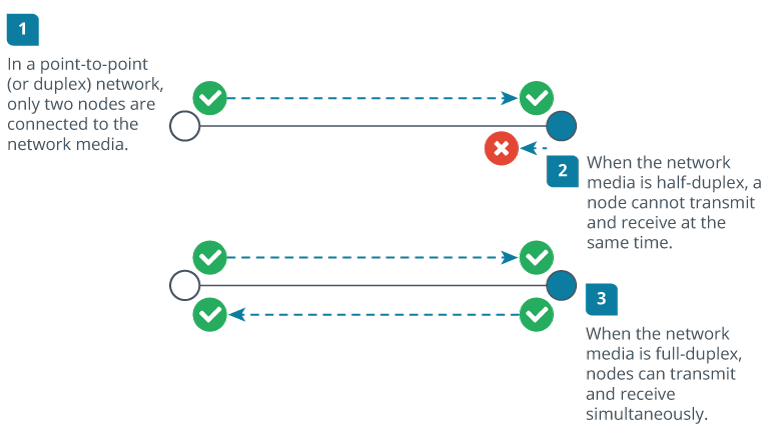 1
In a point-to-point
(or duplex) network,
only two nodes are
connected to the
network media.
2
When the network
media is half-duplex, a
node cannot transmit
and receive at the
same time.
3
When the network
media is full-duplex,
nodes can transmit
and receive
simultaneously.